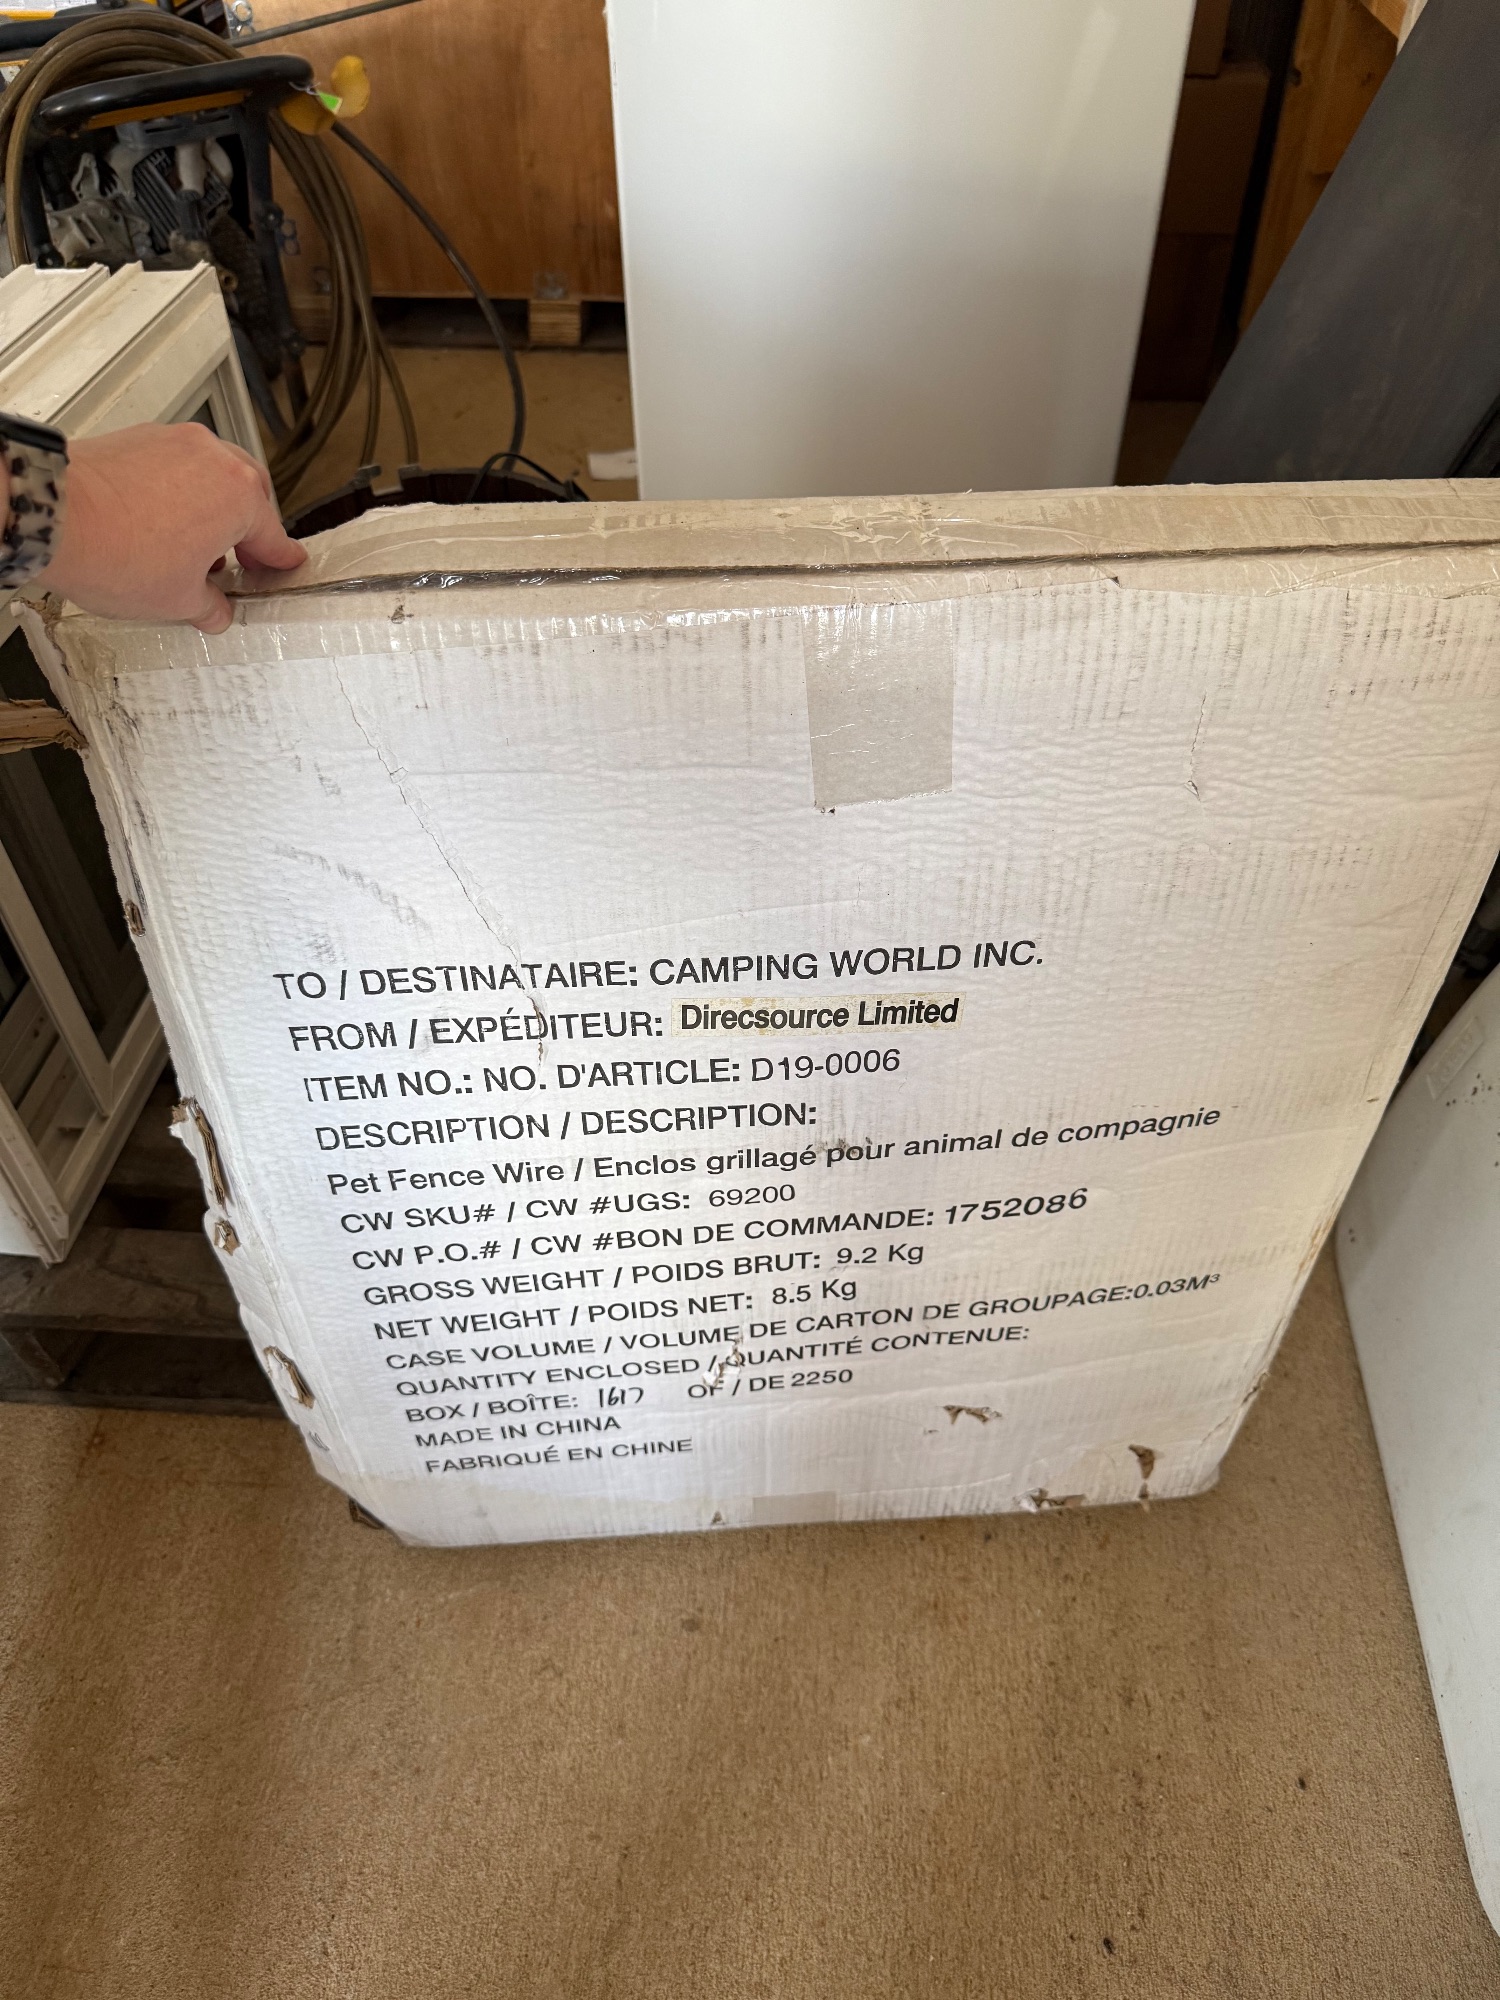 TO / DESTINATAIRE: CAMPING WORLD INC.
FROM / EXPÉDITEUR: Direcsource Limited
ITEM NO.: NO. D'ARTICLE: D19-0006
DESCRIPTION / DESCRIPTION:
Pet Fence Wire / Enclos grillagé pour animal de compagnie
CW SKU# / CW #UGS: 69200
CW P.O.# / CW #BON DE COMMANDE: 1752086
GROSS WEIGHT / POIDS BRUT: 9.2 Kg
NET WEIGHT / POIDS NET: 8.5 Kg
CASE VOLUME / VOLUME DE CARTON DE GROUPAGE:0.03M³
QUANTITY ENCLOSED / QUANTITÉ CONTENUE:
BOX / BOÎTE: 1617 OF / DE 2250
MADE IN CHINA
FABRIQUÉ EN CHINE